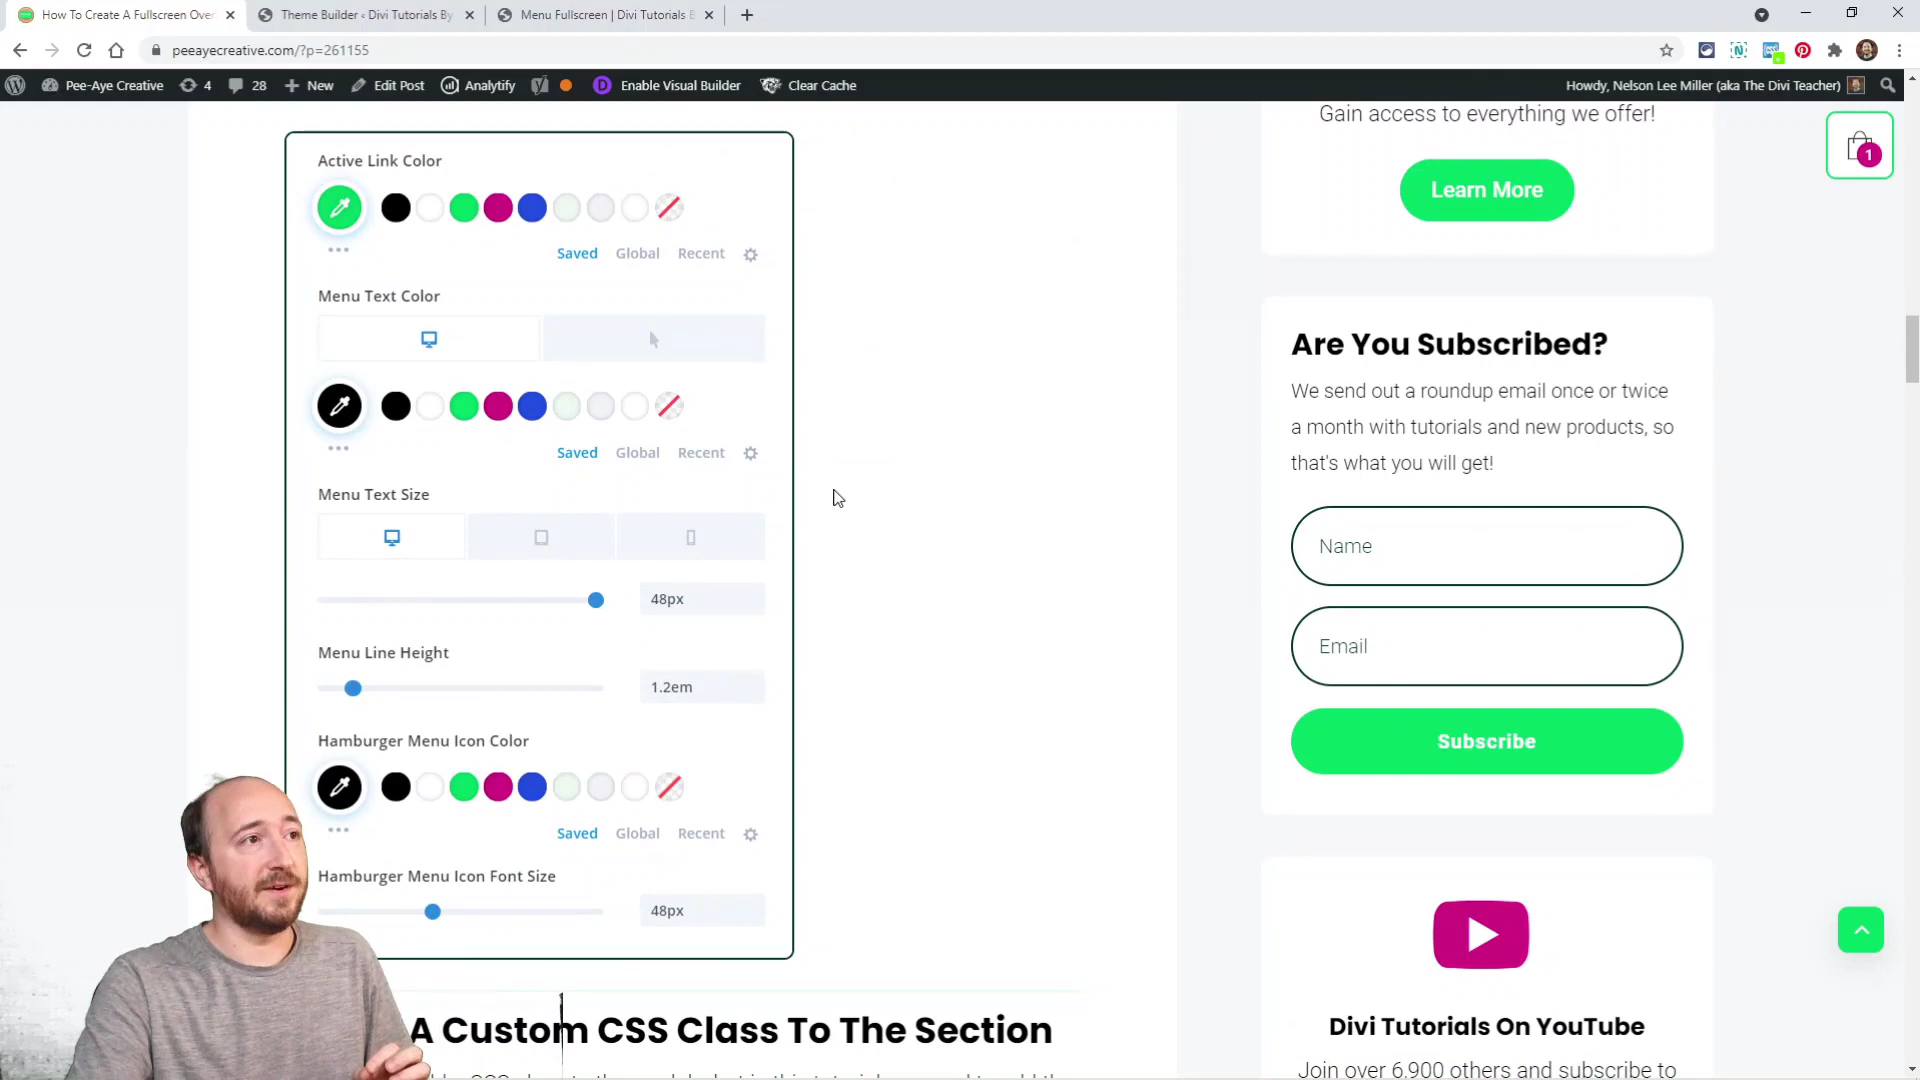 How To Create A Fullscreen Over
Theme Builder ‹ Divi Tutorials By
Menu Fullscreen | Divi Tutorials
peeayecreative.com/?p=261155
Pee-Aye Creative
4
28
New
Edit Post
Analytify
Enable Visual Builder
Clear Cache
Howdy, Nelson Lee Miller (aka The Divi Teacher)
Active Link Color
Saved Global Recent
Menu Text Color
Saved Global Recent
Menu Text Size
48px
Menu Line Height
1.2em
Hamburger Menu Icon Color
Saved Global Recent
Hamburger Menu Icon Font Size
48px
A Custom CSS Class To The Section
Gain access to everything we offer!
Learn More
1
Are You Subscribed?
We send out a roundup email once or twice
a month with tutorials and new products, so
that's what you will get!
Name
Email
Subscribe
Divi Tutorials On YouTube
Join over 6,900 others and subscribe to